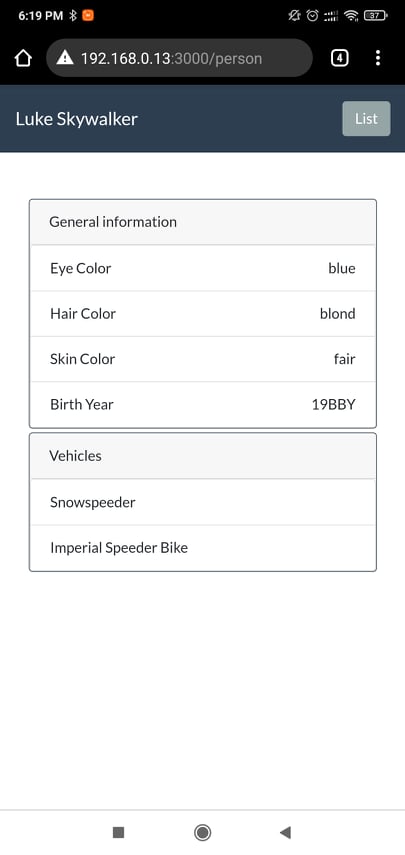 6:19 PM 37
192.168.0.13:3000/person 4
Luke Skywalker List
General information
Eye Color blue
Hair Color blond
Skin Color fair
Birth Year 19BBY
Vehicles
Snowspeeder
Imperial Speeder Bike